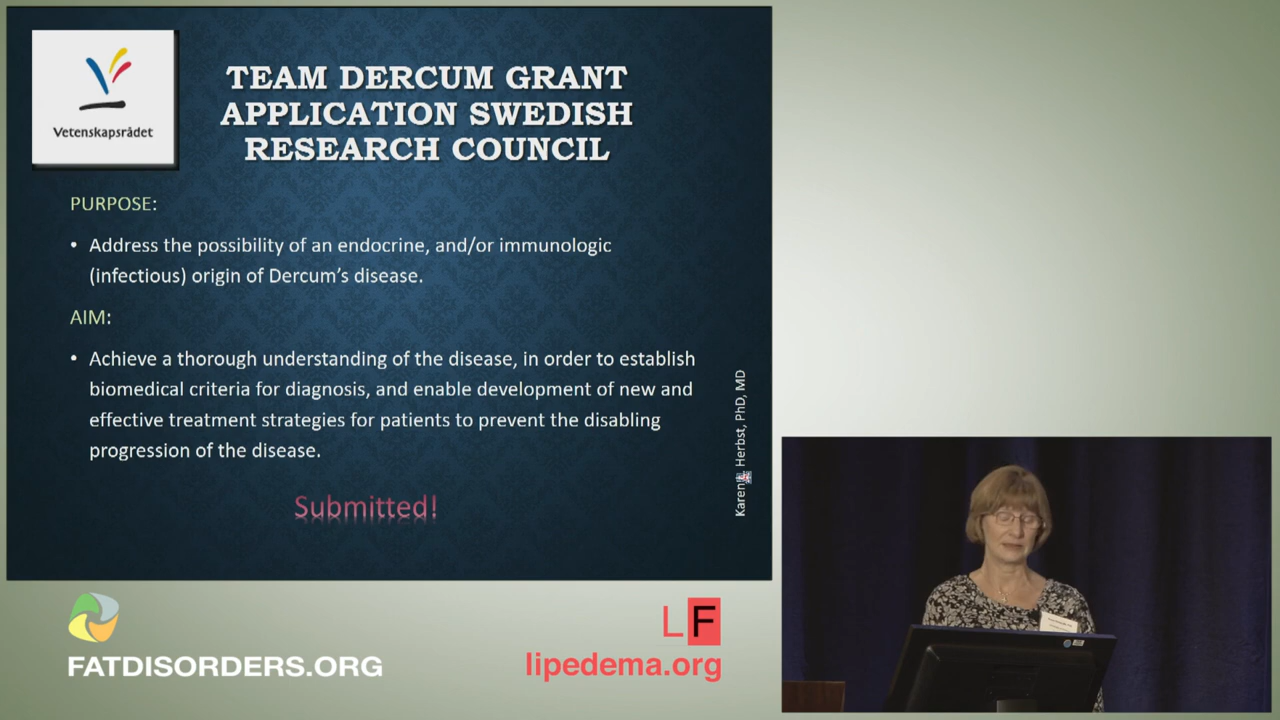 Vetenskapsrådet
TEAM DERCUM GRANT
APPLICATION SWEDISH
RESEARCH COUNCIL
PURPOSE:
• Address the possibility of an endocrine, and/or immunologic
(infectious) origin of Dercum’s disease.
AIM:
• Achieve a thorough understanding of the disease, in order to establish
biomedical criteria for diagnosis, and enable development of new and
effective treatment strategies for patients to prevent the disabling
progression of the disease.
Submitted!
Karen Herbst, PhD, MD
FATDISORDERS.ORG
LF
lipedema.org